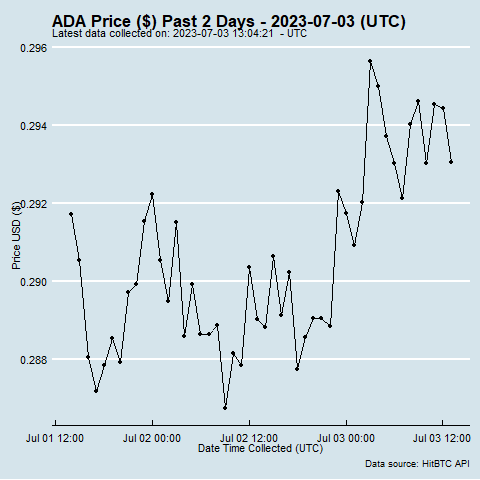 ADA Price ($) Past 2 Days - 2023-07-03 (UTC)
Latest data collected on: 2023-07-03 13:04:21 - UTC
0.296
0.294
0.292
0.290
0.288
Price USD ($)
Jul 01 12:00
Jul 02 00:00
Jul 02 12:00
Jul 03 00:00
Jul 03 12:00
Date Time Collected (UTC)
Data source: HitBTC API